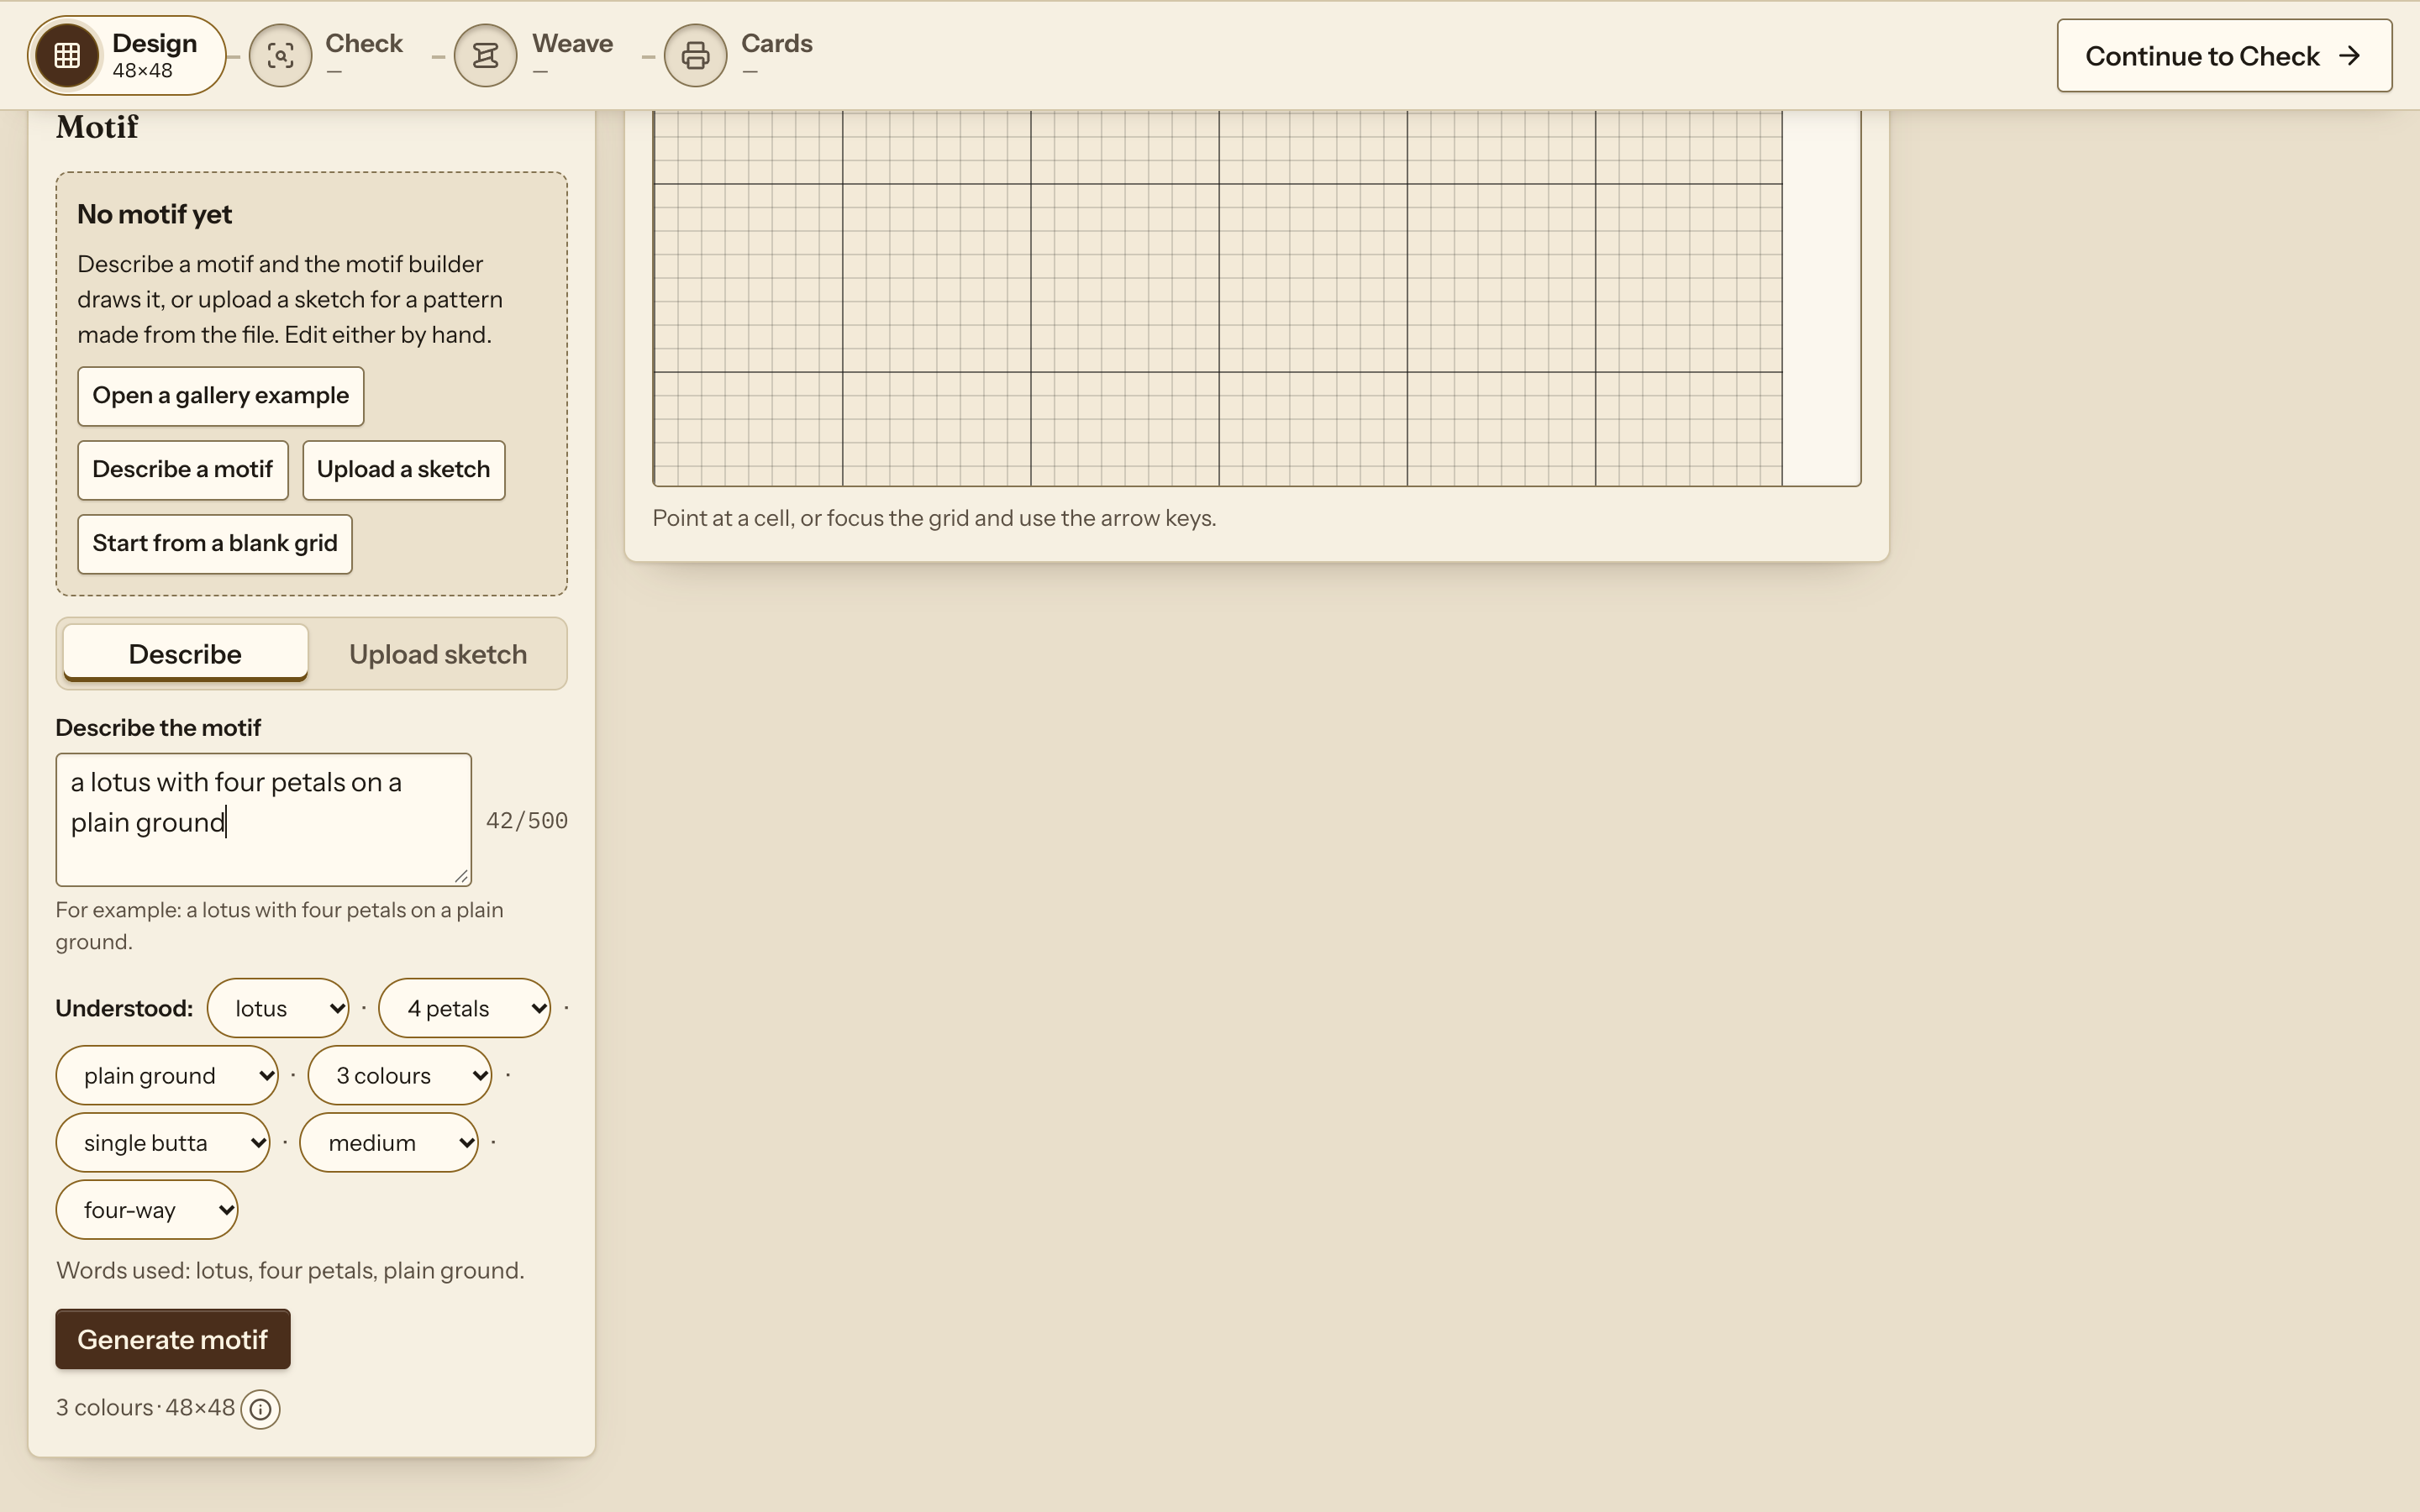 Design
48×48
Check
—
Weave
—
Cards
—
Continue to Check →
Motif
No motif yet
Describe a motif and the motif builder
draws it, or upload a sketch for a pattern
made from the file. Edit either by hand.
Open a gallery example
Describe a motif
Upload a sketch
Start from a blank grid
Describe
Upload sketch
Describe the motif
a lotus with four petals on a
plain ground
42/500
For example: a lotus with four petals on a plain
ground.
Understood: lotus · 4 petals ·
plain ground · 3 colours ·
single butta · medium ·
four-way
Words used: lotus, four petals, plain ground.
Generate motif
3 colours · 48×48
Point at a cell, or focus the grid and use the arrow keys.